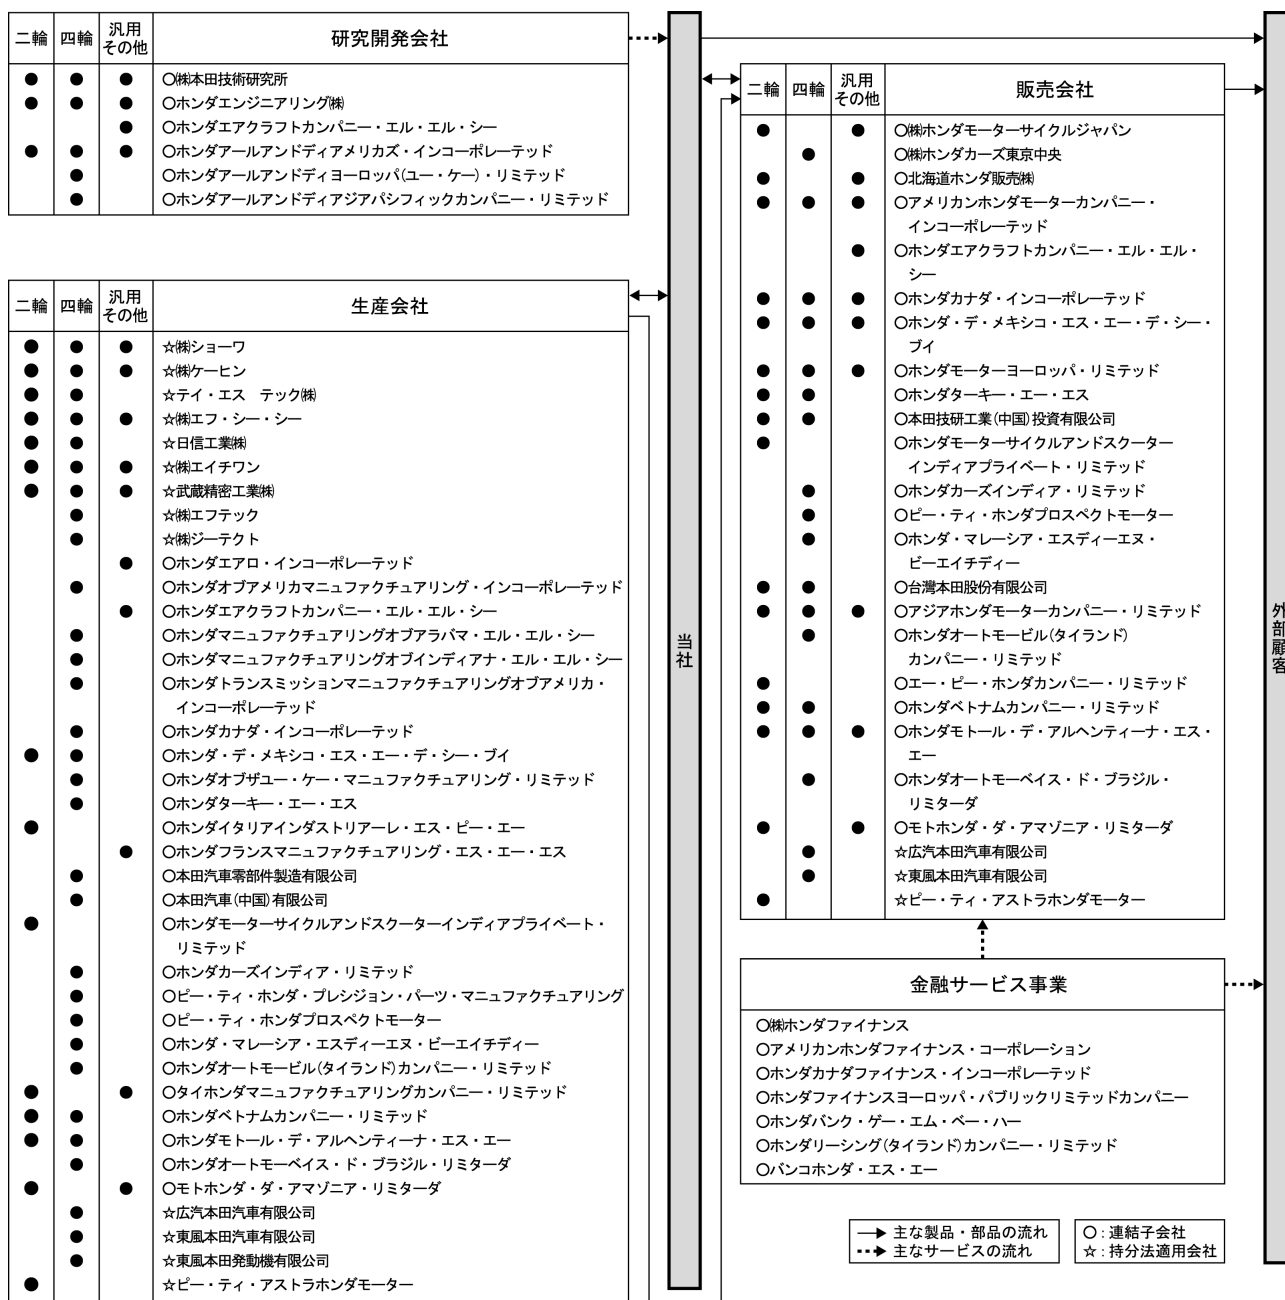 二輪 四輪 汎用その他 研究開発会社
● ● ● ○㈱本田技術研究所
● ● ● ○ホンダエンジニアリング㈱
● ○ホンダエアクラフトカンパニー・エル・エル・シー
● ● ● ○ホンダアールアンドディアメリカズ・インコーポレーテッド
● ○ホンダアールアンドディヨーロッパ(ユー・ケー)・リミテッド
● ○ホンダアールアンドディアジアパシフィックカンパニー・リミテッド
二輪 四輪 汎用その他 生産会社
● ● ● ☆㈱ショーワ
● ● ● ☆㈱ケーヒン
● ● ☆テイ・エス　テック㈱
● ● ● ☆㈱エフ・シー・シー
● ● ☆日信工業㈱
● ● ● ☆㈱エイチワン
● ● ● ☆武蔵精密工業㈱
● ☆㈱エフテック
● ☆㈱ジーテクト
● ○ホンダエアロ・インコーポレーテッド
● ○ホンダオブアメリカマニュファクチュアリング・インコーポレーテッド
● ○ホンダエアクラフトカンパニー・エル・エル・シー
● ○ホンダマニュファクチュアリングオブアラバマ・エル・エル・シー
● ○ホンダマニュファクチュアリングオブインディアナ・エル・エル・シー
● ○ホンダトランスミッションマニュファクチュアリングオブアメリカ・
インコーポレーテッド
● ○ホンダカナダ・インコーポレーテッド
● ● ○ホンダ・デ・メキシコ・エス・エー・デ・シー・ブイ
● ○ホンダオブザユー・ケー・マニュファクチュアリング・リミテッド
● ○ホンダターキー・エー・エス
● ○ホンダイタリアインダストリアーレ・エス・ピー・エー
● ○ホンダフランスマニュファクチュアリング・エス・エー・エス
● ○本田汽車零部件製造有限公司
● ○本田汽車(中国)有限公司
● ○ホンダモーターサイクルアンドスクーターインディアプライベート・
リミテッド
● ○ホンダカーズインディア・リミテッド
● ○ピー・ティ・ホンダ・プレシジョン・パーツ・マニュファクチュアリング
● ○ピー・ティ・ホンダプロスペクトモーター
● ○ホンダ・マレーシア・エスディーエヌ・ビーエイチディー
● ○ホンダオートモービル(タイランド)カンパニー・リミテッド
● ● ○タイホンダマニュファクチュアリングカンパニー・リミテッド
● ● ○ホンダベトナムカンパニー・リミテッド
● ● ○ホンダモトール・デ・アルヘンティーナ・エス・エー
● ○ホンダオートモーベイス・ド・ブラジル・リミターダ
● ● ○モトホンダ・ダ・アマゾニア・リミターダ
● ☆広汽本田汽車有限公司
● ☆東風本田汽車有限公司
● ☆東風本田発動機有限公司
● ☆ピー・ティ・アストラホンダモーター
当社
二輪 四輪 汎用その他 販売会社
● ● ○㈱ホンダモーターサイクルジャパン
● ○㈱ホンダカーズ東京中央
● ● ○北海道ホンダ販売㈱
● ● ● ○アメリカンホンダモーターカンパニー・
インコーポレーテッド
● ○ホンダエアクラフトカンパニー・エル・エル・
シー
● ● ● ○ホンダカナダ・インコーポレーテッド
● ● ● ○ホンダ・デ・メキシコ・エス・エー・デ・シー・
ブイ
● ● ● ○ホンダモーターヨーロッパ・リミテッド
● ● ○ホンダターキー・エー・エス
● ● ○本田技研工業(中国)投資有限公司
● ○ホンダモーターサイクルアンドスクーター
インディアプライベート・リミテッド
● ○ホンダカーズインディア・リミテッド
● ○ピー・ティ・ホンダプロスペクトモーター
● ○ホンダ・マレーシア・エスディーエヌ・
ビーエイチディー
● ● ○台灣本田股份有限公司
● ● ● ○アジアホンダモーターカンパニー・リミテッド
● ○ホンダオートモービル(タイランド)
カンパニー・リミテッド
● ○エー・ピー・ホンダカンパニー・リミテッド
● ● ○ホンダベトナムカンパニー・リミテッド
● ● ● ○ホンダモトール・デ・アルヘンティーナ・エス・
エー
● ○ホンダオートモーベイス・ド・ブラジル・
リミターダ
● ● ○モトホンダ・ダ・アマゾニア・リミターダ
● ☆広汽本田汽車有限公司
● ☆東風本田汽車有限公司
● ☆ピー・ティ・アストラホンダモーター
金融サービス事業
○㈱ホンダファイナンス
○アメリカンホンダファイナンス・コーポレーション
○ホンダカナダファイナンス・インコーポレーテッド
○ホンダファイナンスヨーロッパ・パブリックリミテッドカンパニー
○ホンダバンク・ゲー・エム・ベー・ハー
○ホンダリーシング(タイランド)カンパニー・リミテッド
○バンコホンダ・エス・エー
主な製品・部品の流れ
主なサービスの流れ
○:連結子会社
☆:持分法適用会社
外部顧客